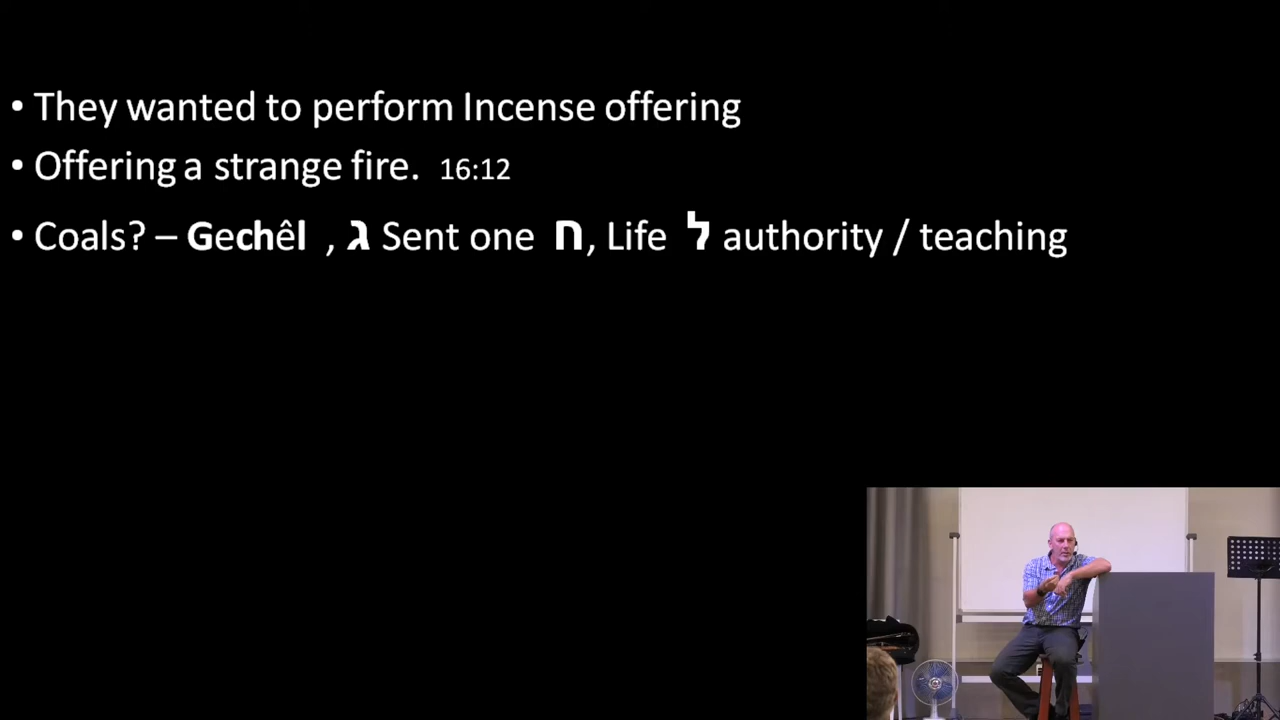 • They wanted to perform Incense offering
• Offering a strange fire. 16:12
• Coals? – Gechêl , ג Sent one ח, Life ל authority / teaching